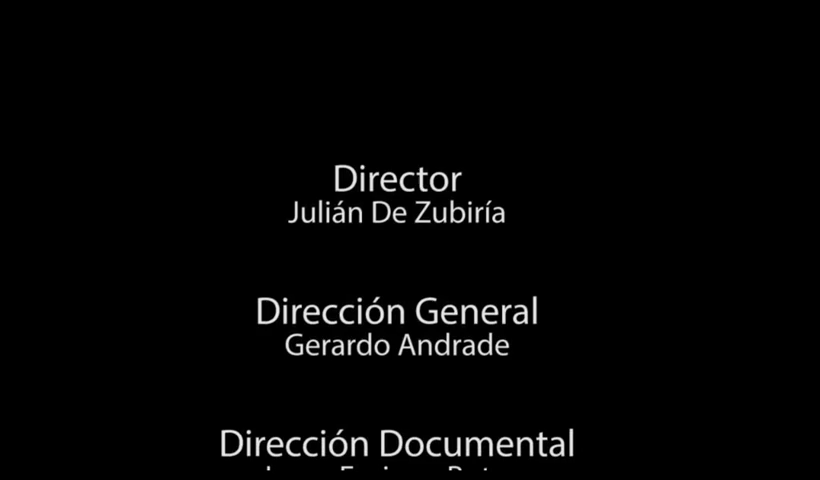 Director
Julián De Zubiría
Dirección General
Gerardo Andrade
Dirección Documental